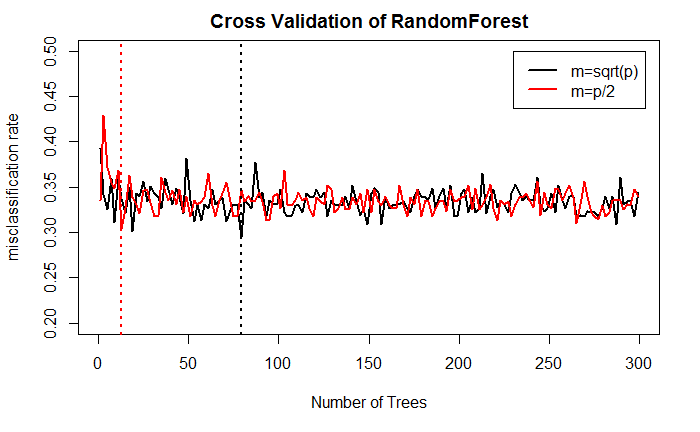 Cross Validation of RandomForest
misclassification rate
0.50
0.45
0.40
0.35
0.30
0.25
0.20
m=sqrt(p)
m=p/2
0 50 100 150 200 250 300
Number of Trees